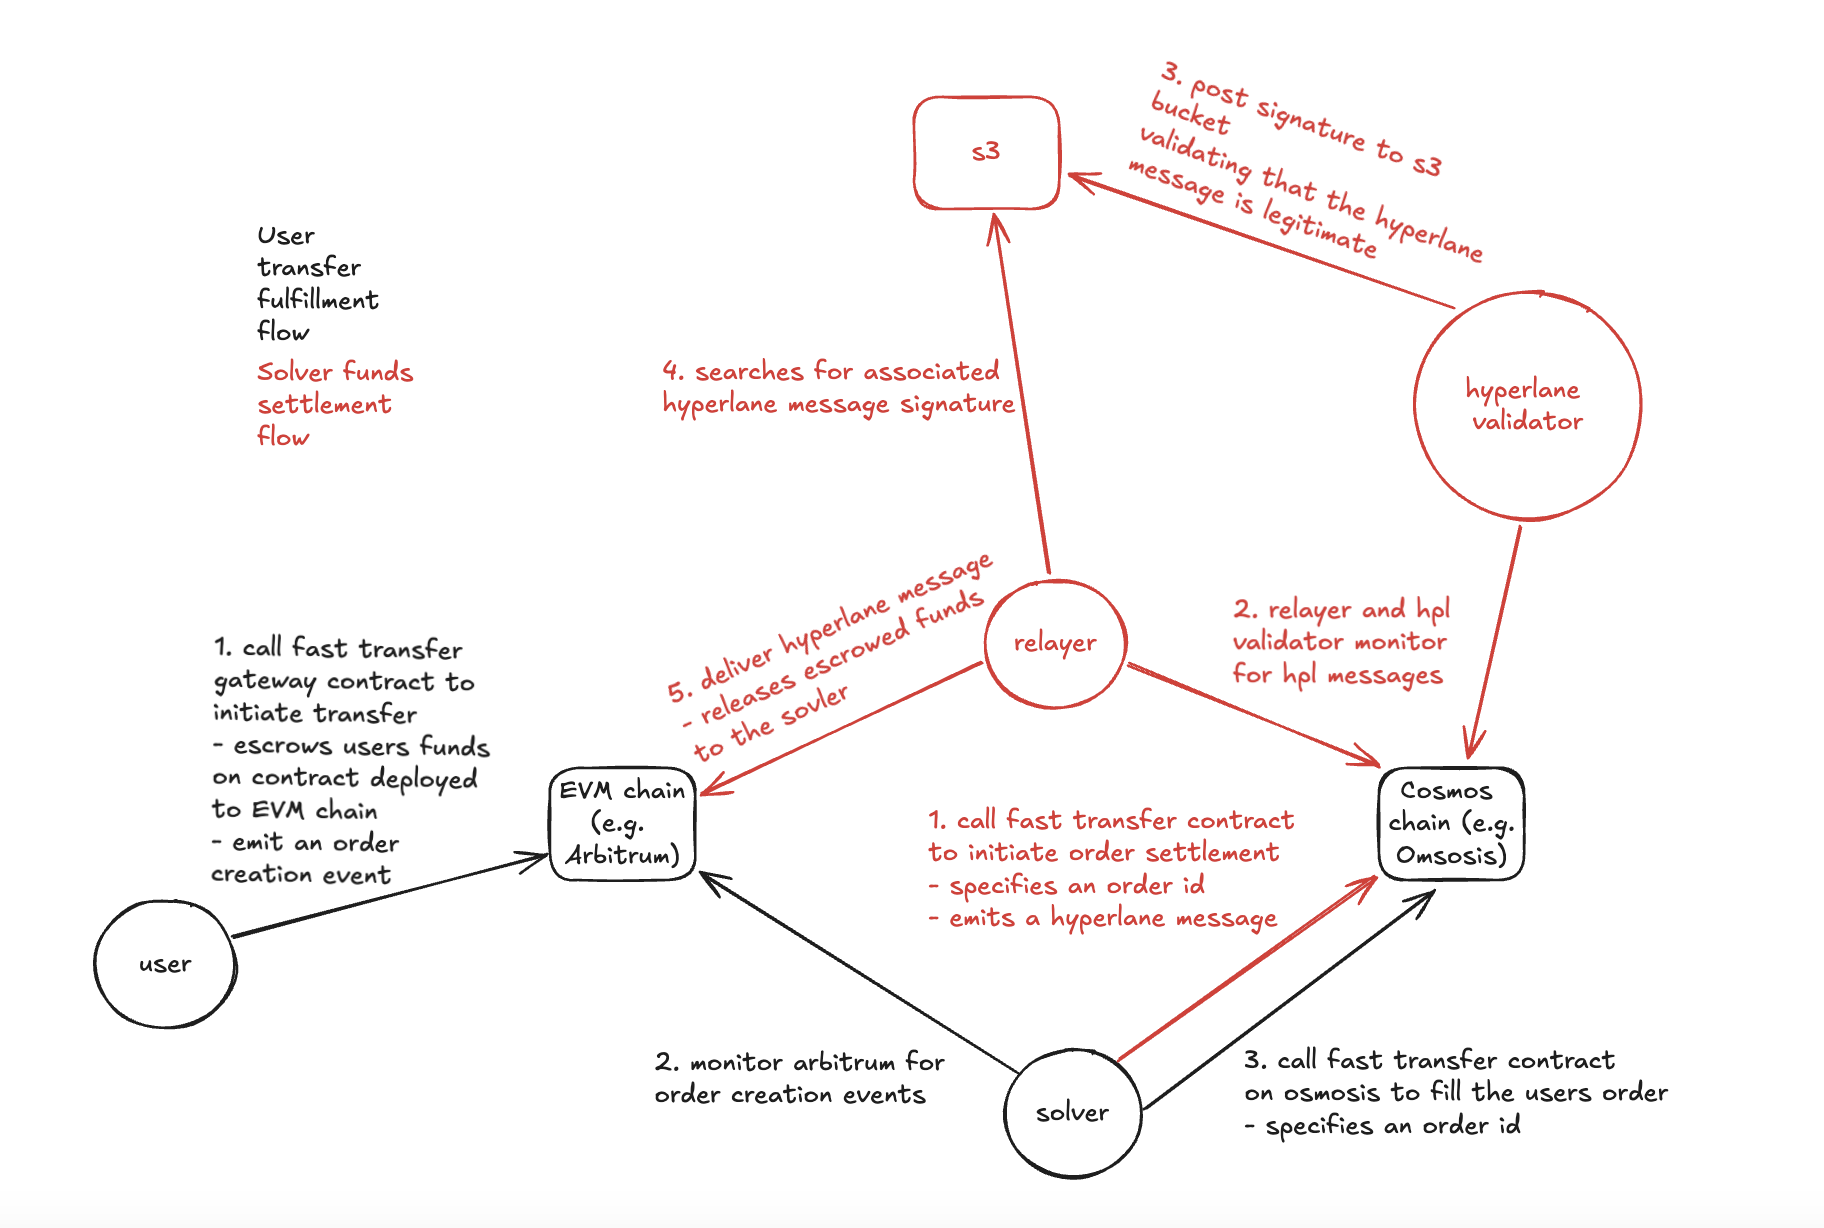 3. post signature to s3
bucket
validating that the hyperlane
message is legitimate
s3
User
transfer
fulfillment
flow
Solver funds
settlement
flow
4. searches for associated
hyperlane message signature
hyperlane
validator
5. deliver hyperlane message
- releases escrowed funds
to the sovler
relayer
2. relayer and hpl
validator monitor
for hpl messages
1. call fast transfer
gateway contract to
initiate transfer
- escrows users funds
on contract deployed
to EVM chain
- emit an order
creation event
EVM chain
(e.g.
Arbitrum)
1. call fast transfer contract
to initiate order settlement
- specifies an order id
- emits a hyperlane message
Cosmos
chain (e.g.
Omsosis)
user
2. monitor arbitrum for
order creation events
solver
3. call fast transfer contract
on osmosis to fill the users order
- specifies an order id